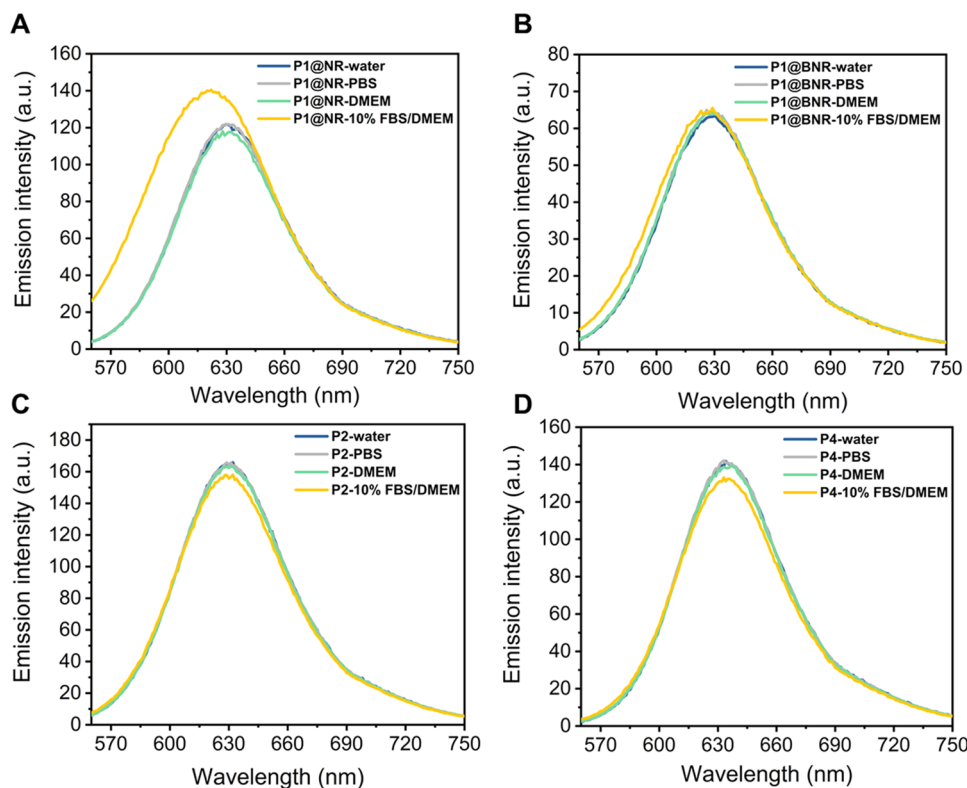 A
P1@NR-water
P1@NR-PBS
P1@NR-DMEM
P1@NR-10% FBS/DMEM
Emission intensity (a.u.)
160
140
120
100
80
60
40
20
0
570 600 630 660 690 720 750
Wavelength (nm)
B
P1@BNR-water
P1@BNR-PBS
P1@BNR-DMEM
P1@BNR-10% FBS/DMEM
Emission intensity (a.u.)
80
70
60
50
40
30
20
10
0
570 600 630 660 690 720 750
Wavelength (nm)
C
P2-water
P2-PBS
P2-DMEM
P2-10% FBS/DMEM
Emission intensity (a.u.)
180
160
140
120
100
80
60
40
20
0
570 600 630 660 690 720 750
Wavelength (nm)
D
P4-water
P4-PBS
P4-DMEM
P4-10% FBS/DMEM
Emission intensity (a.u.)
160
140
120
100
80
60
40
20
0
570 600 630 660 690 720 750
Wavelength (nm)